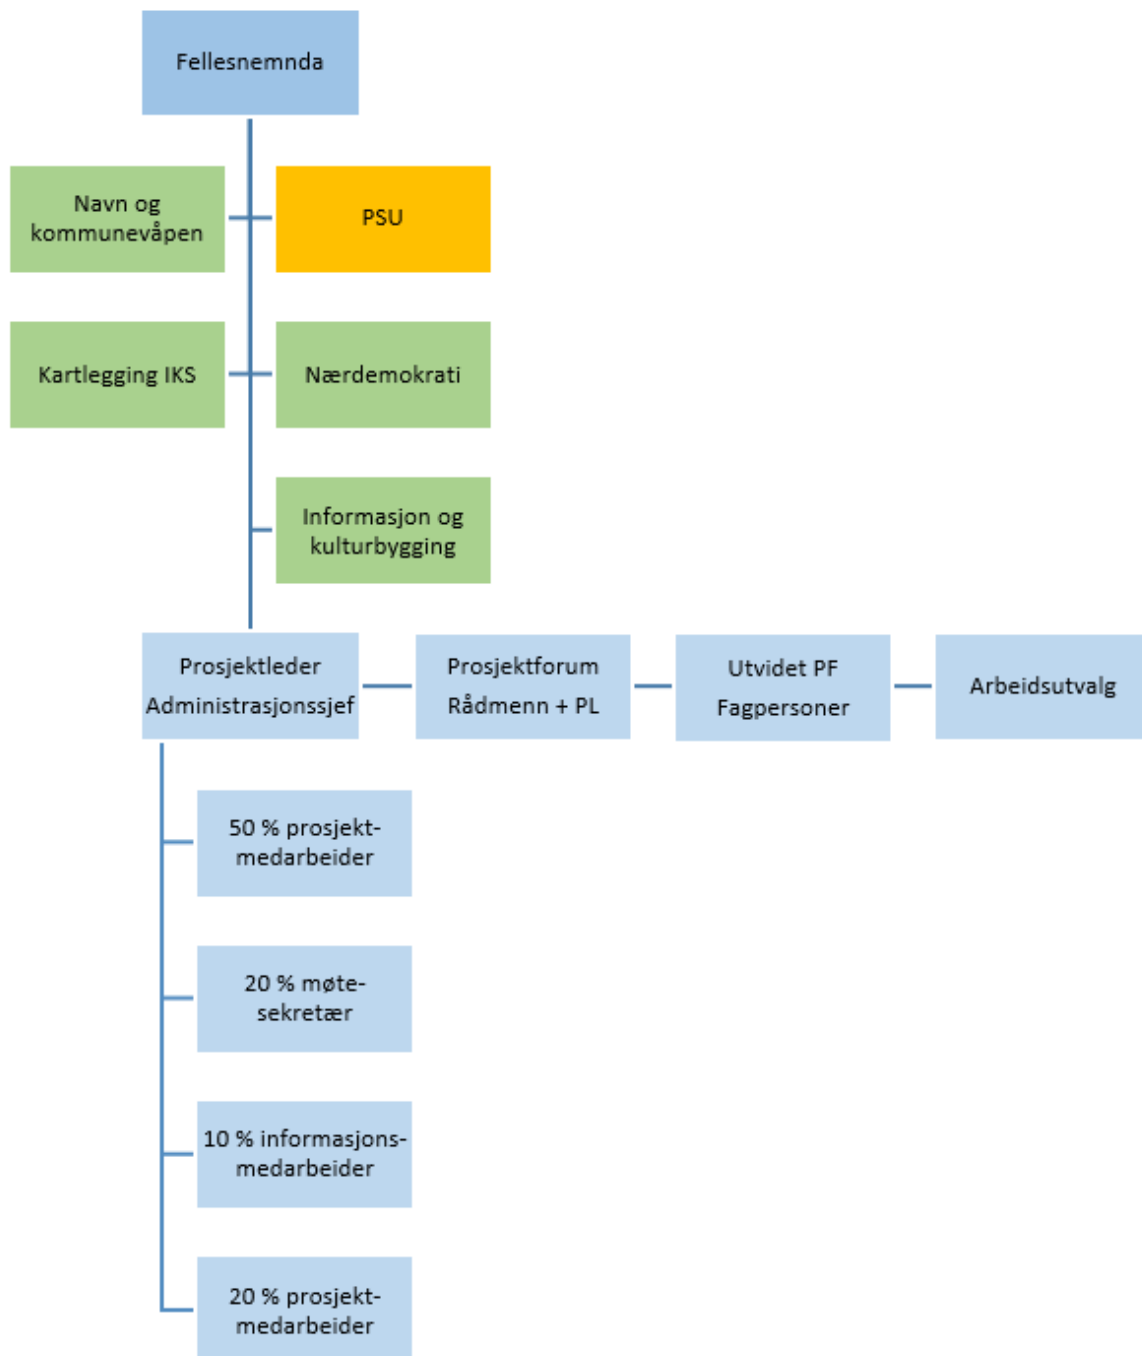 Fellesnemnda
Navn og
kommunevåpen
PSU
Kartlegging IKS
Nærdemokrati
Informasjon og
kulturbygging
Prosjektleder
Administrasjonssjef
Prosjektforum
Rådmenn + PL
Utvidet PF
Fagpersoner
Arbeidsutvalg
50 % prosjekt-
medarbeider
20 % møte-
sekretær
10 % informasjons-
medarbeider
20 % prosjekt-
medarbeider